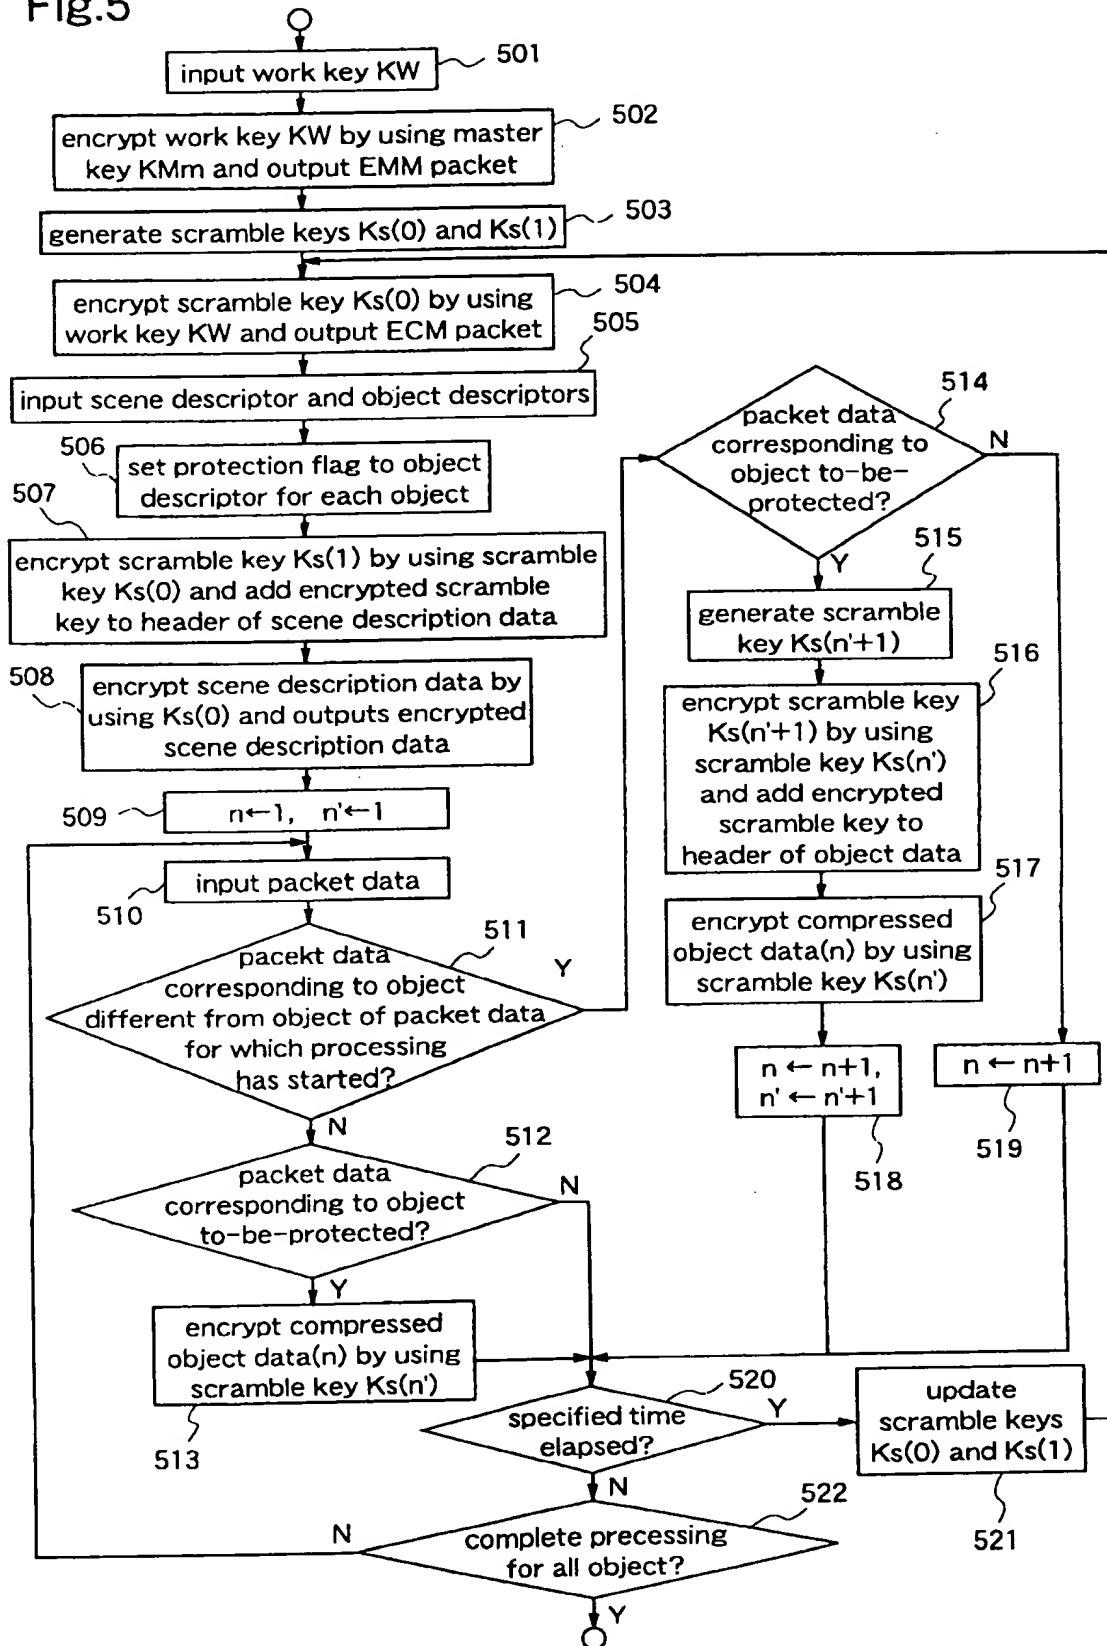 Fig.5
input work key KW
501
encrypt work key KW by using master
key KMm and output EMM packet
502
generate scramble keys Ks(0) and Ks(1)
503
encrypt scramble key Ks(0) by using
work key KW and output ECM packet
504
505
input scene descriptor and object descriptors
506
set protection flag to object
descriptor for each object
507
encrypt scramble key Ks(1) by using scramble
key Ks(0) and add encrypted scramble
key to header of scene description data
508
encrypt scene description data by
using Ks(0) and outputs encrypted
scene description data
509
n←1, n'←1
input packet data
510
511
pacekt data
corresponding to object
different from object of packet data
for which processing
has started?
Y
N
512
packet data
corresponding to object
to-be-protected?
N
Y
encrypt compressed
object data(n) by using
scramble key Ks(n')
513
514
packet data
corresponding to
object to-be-
protected?
N
Y
515
generate scramble
key Ks(n'+1)
516
encrypt scramble key
Ks(n'+1) by using
scramble key Ks(n')
and add encrypted
scramble key to
header of object data
517
encrypt compressed
object data(n) by using
scramble key Ks(n')
n ← n+1,
n' ← n'+1
518
n ← n+1
519
520
specified time
elapsed?
Y
N
update
scramble keys
Ks(0) and Ks(1)
521
522
complete precessing
for all object?
N
Y